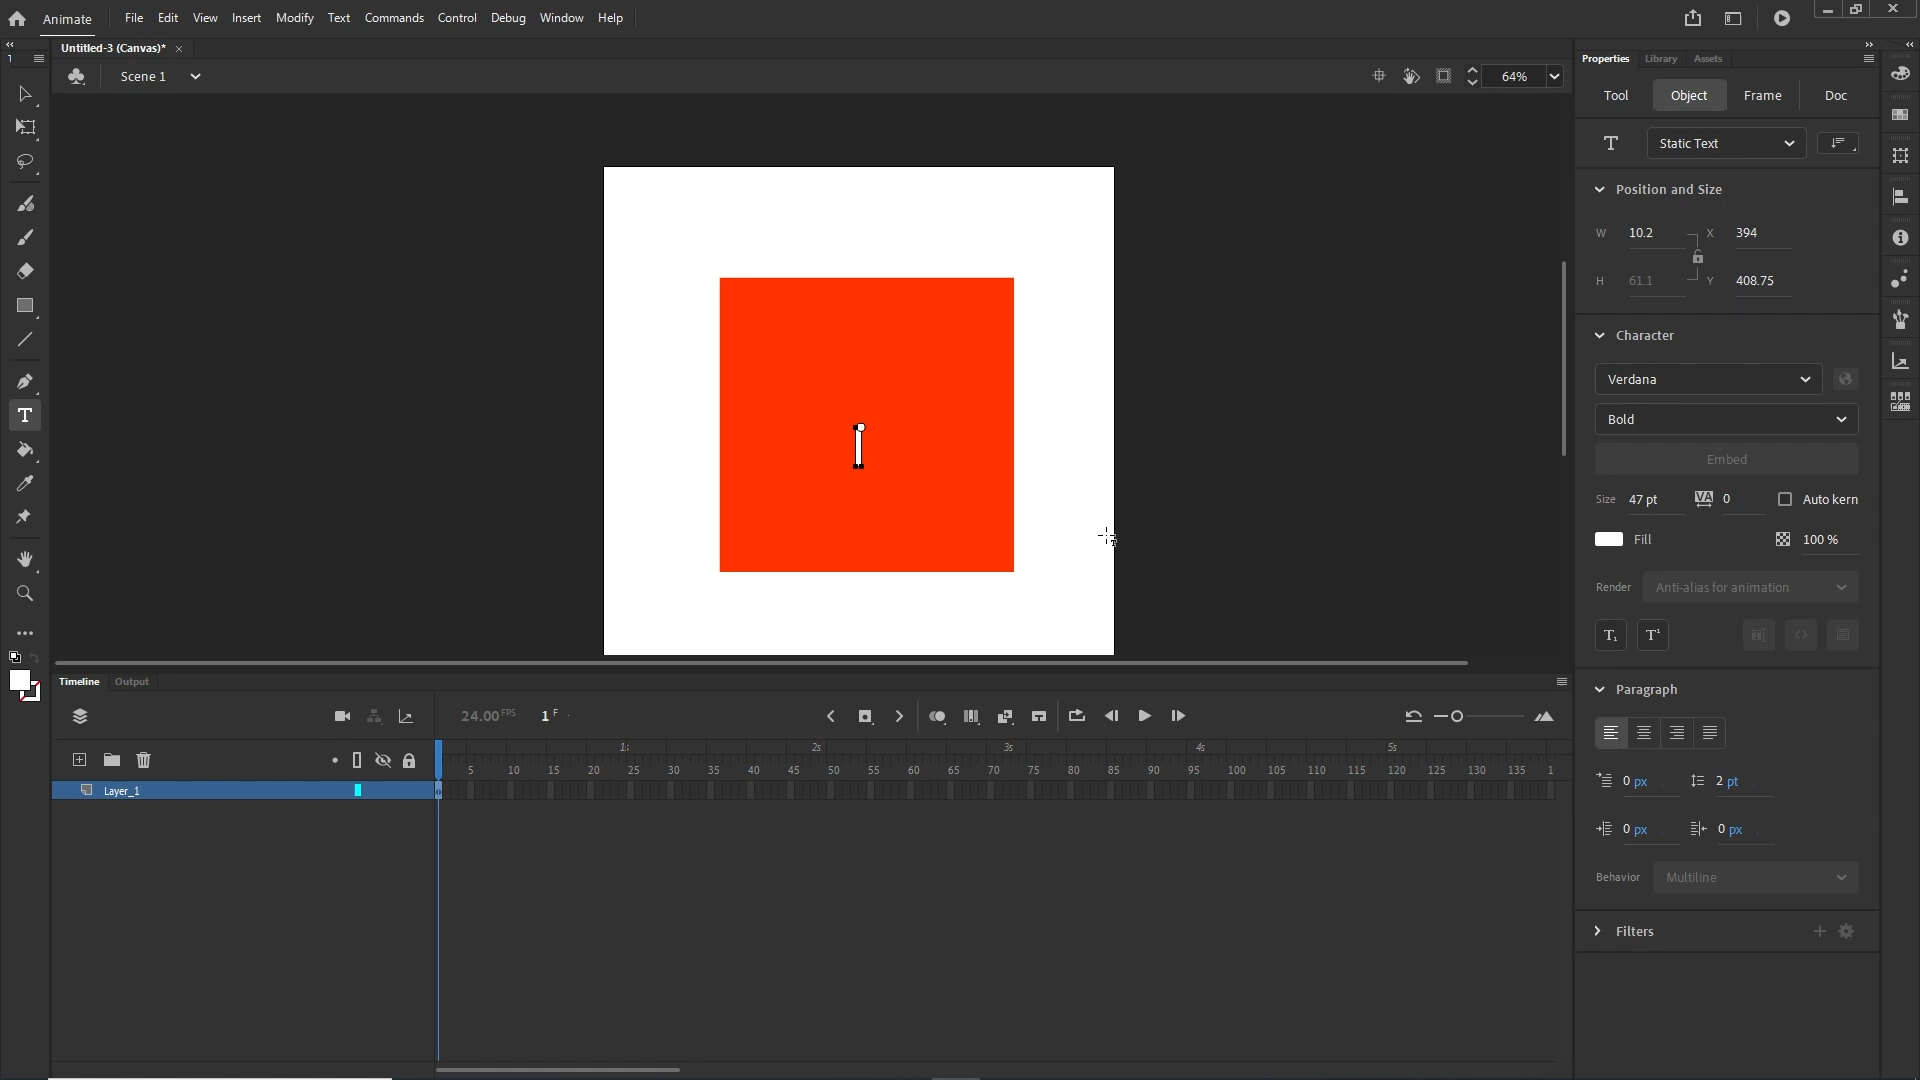 Animate File Edit View Insert Modify Text Commands Control Debug Window Help
Untitled-3 (Canvas)* ×
Properties Library Assets
Scene 1 64%
Tool Object Frame Doc
T Static Text
Position and Size
W 10.2 X 394
H 61.1 Y 408.75
Character
Verdana
Bold
Embed
Size 47 pt VA 0 Auto kern
Fill 100 %
Render Anti-alias for animation
T₁ T¹
Timeline Output
Paragraph
24.00 FPS 1 F
1s 2s 3s 4s 5s
5 10 15 20 25 30 35 40 45 50 55 60 65 70 75 80 85 90 95 100 105 110 115 120 125 130 135 1
Layer_1
0 px 2 pt
0 px 0 px
Behavior Multiline
Filters